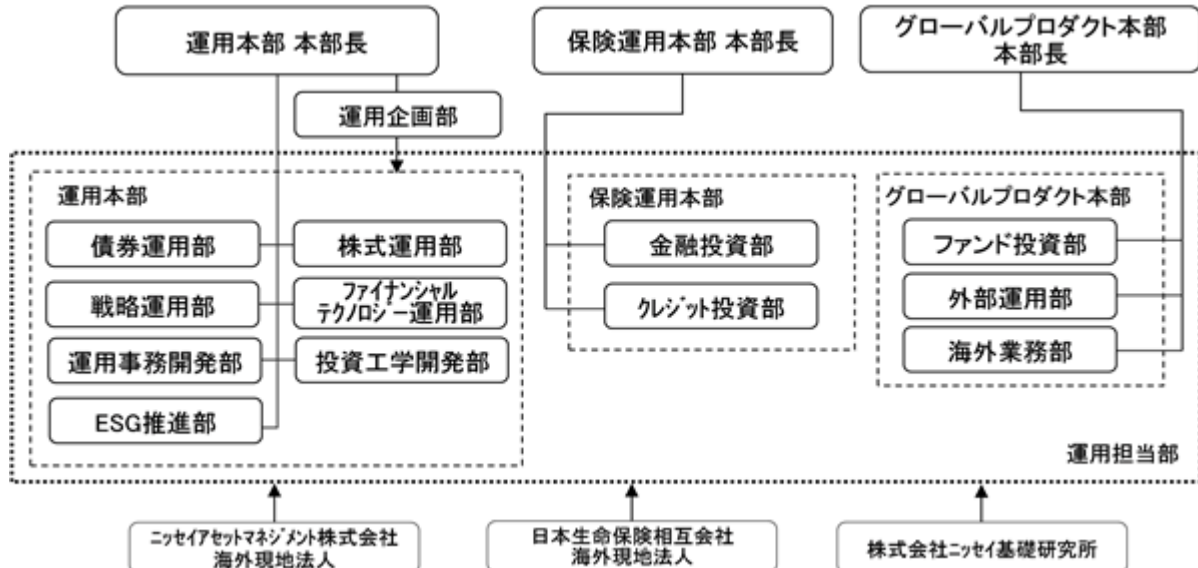 運用本部 本部長
保険運用本部 本部長
グローバルプロダクト本部
本部長
運用企画部
運用本部
債券運用部
株式運用部
戦略運用部
ファイナンシャル
テクノロジー運用部
運用事務開発部
投資工学開発部
ESG推進部
保険運用本部
金融投資部
クレジット投資部
グローバルプロダクト本部
ファンド投資部
外部運用部
海外業務部
運用担当部
ニッセイアセットマネジメント株式会社
海外現地法人
日本生命保険相互会社
海外現地法人
株式会社ニッセイ基礎研究所